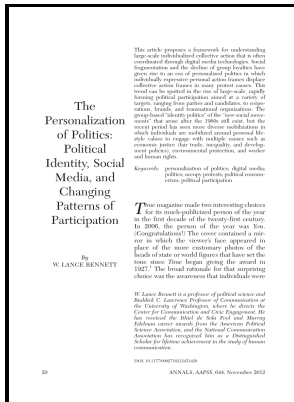 The
Personalization
of Politics:
Political
Identity, Social
Media, and
Changing
Patterns of
Participation
By
W. LANCE BENNETT
This article proposes a framework for understanding
large-scale individualized collective action that is often
coordinated through digital media technologies. Social
fragmentation and the decline of group loyalties have
given rise to an era of personalized politics in which
individually expressive personal action frames displace
collective action frames in many protest causes. This
trend can be spotted in the rise of large-scale, rapidly
forming political participation aimed at a variety of
targets, ranging from parties and candidates, to corpo-
rations, brands, and transnational organizations. The
group-based "identity politics" of the "new social move-
ments" that arose after the 1960s still exist, but the
recent period has seen more diverse mobilizations in
which individuals are mobilized around personal life-
style values to engage with multiple causes such as
economic justice (fair trade, inequality, and develop-
ment policies), environmental protection, and worker
and human rights.
Keywords: personalization of politics; digital media;
politics; occupy protests; political consum-
erism; political participation
Time magazine made two interesting choices
for its much-publicized person of the year
in the first decade of the twenty-first century.
In 2006, the person of the year was You.
(Congratulations!) The cover contained a mir-
ror in which the viewer's face appeared in
place of the more customary photos of the
heads of state or world figures that have set the
tone since Time began giving the award in
1927.1 The broad rationale for that surprising
choice was the awareness that individuals were
W. Lance Bennett is a professor of political science and
Ruddick C. Lawrence Professor of Communication at
the University of Washington, where he directs the
Center for Communication and Civic Engagement. He
has received the Ithiel de Sola Pool and Murray
Edelman career awards from the American Political
Science Association, and the National Communication
Association has recognized him as a Distinguished
Scholar for lifetime achievement in the study of human
communication.
DOI: 10.1177/0002716212451428
20
ANNALS, AAPSS, 644, November 2012